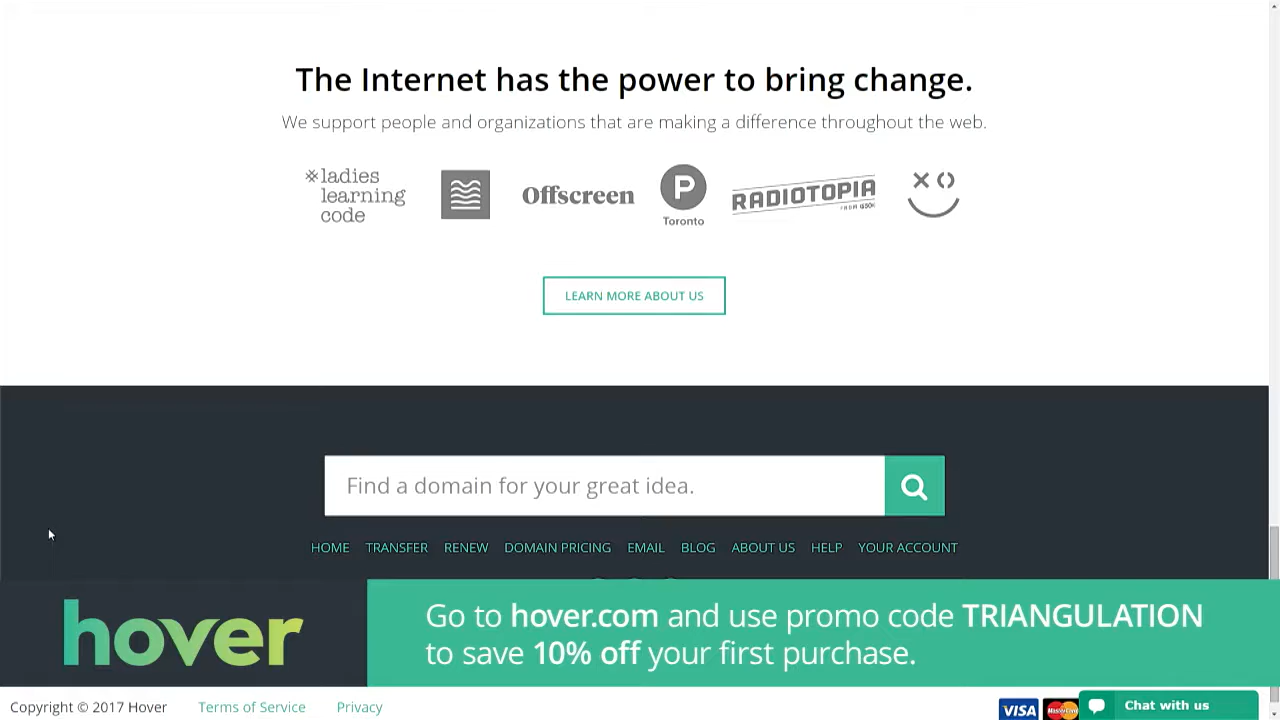 The Internet has the power to bring change.
We support people and organizations that are making a difference throughout the web.
ladies
learning
code
Offscreen
P
Toronto
RADIOTOPIA
FROM
XO
LEARN MORE ABOUT US
Find a domain for your great idea.
HOME TRANSFER RENEW DOMAIN PRICING EMAIL BLOG ABOUT US HELP YOUR ACCOUNT
hover
Go to hover.com and use promo code TRIANGULATION
to save 10% off your first purchase.
Copyright © 2017 Hover Terms of Service Privacy
VISA MasterCard Chat with us